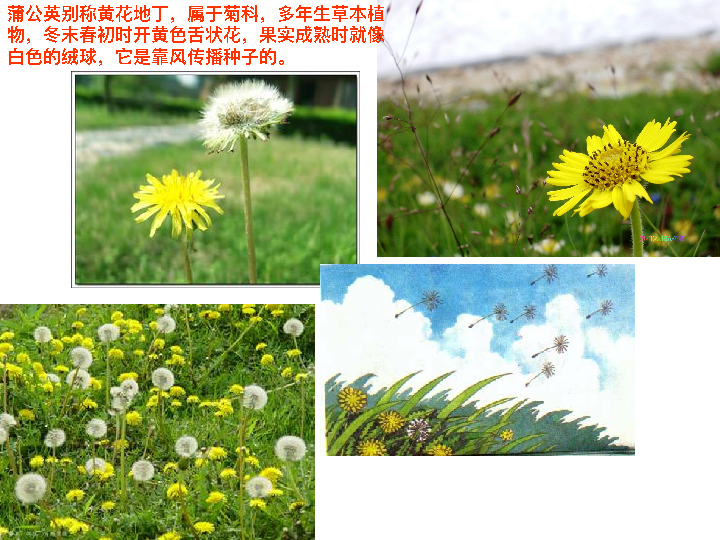 蒲公英别称黄花地丁，属于菊科，多年生草本植
物，冬末春初时开黄色舌状花，果实成熟时就像
白色的绒球，它是靠风传播种子的。